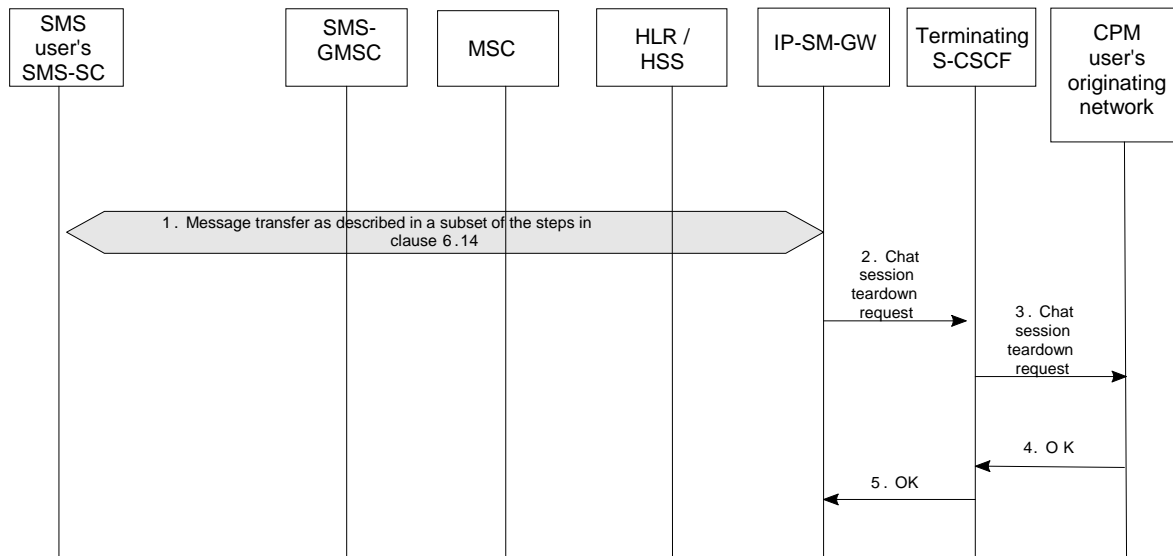 SMS
user's
SMS-SC
SMS-
GMSC
MSC
HLR /
HSS
IP-SM-GW
Terminating
S-CSCF
CPM
user's
originating
network
1. Message transfer as described in a subset of the steps in
clause 6.14
2. Chat
session
teardown
request
3. Chat
session
teardown
request
4. O K
5. OK